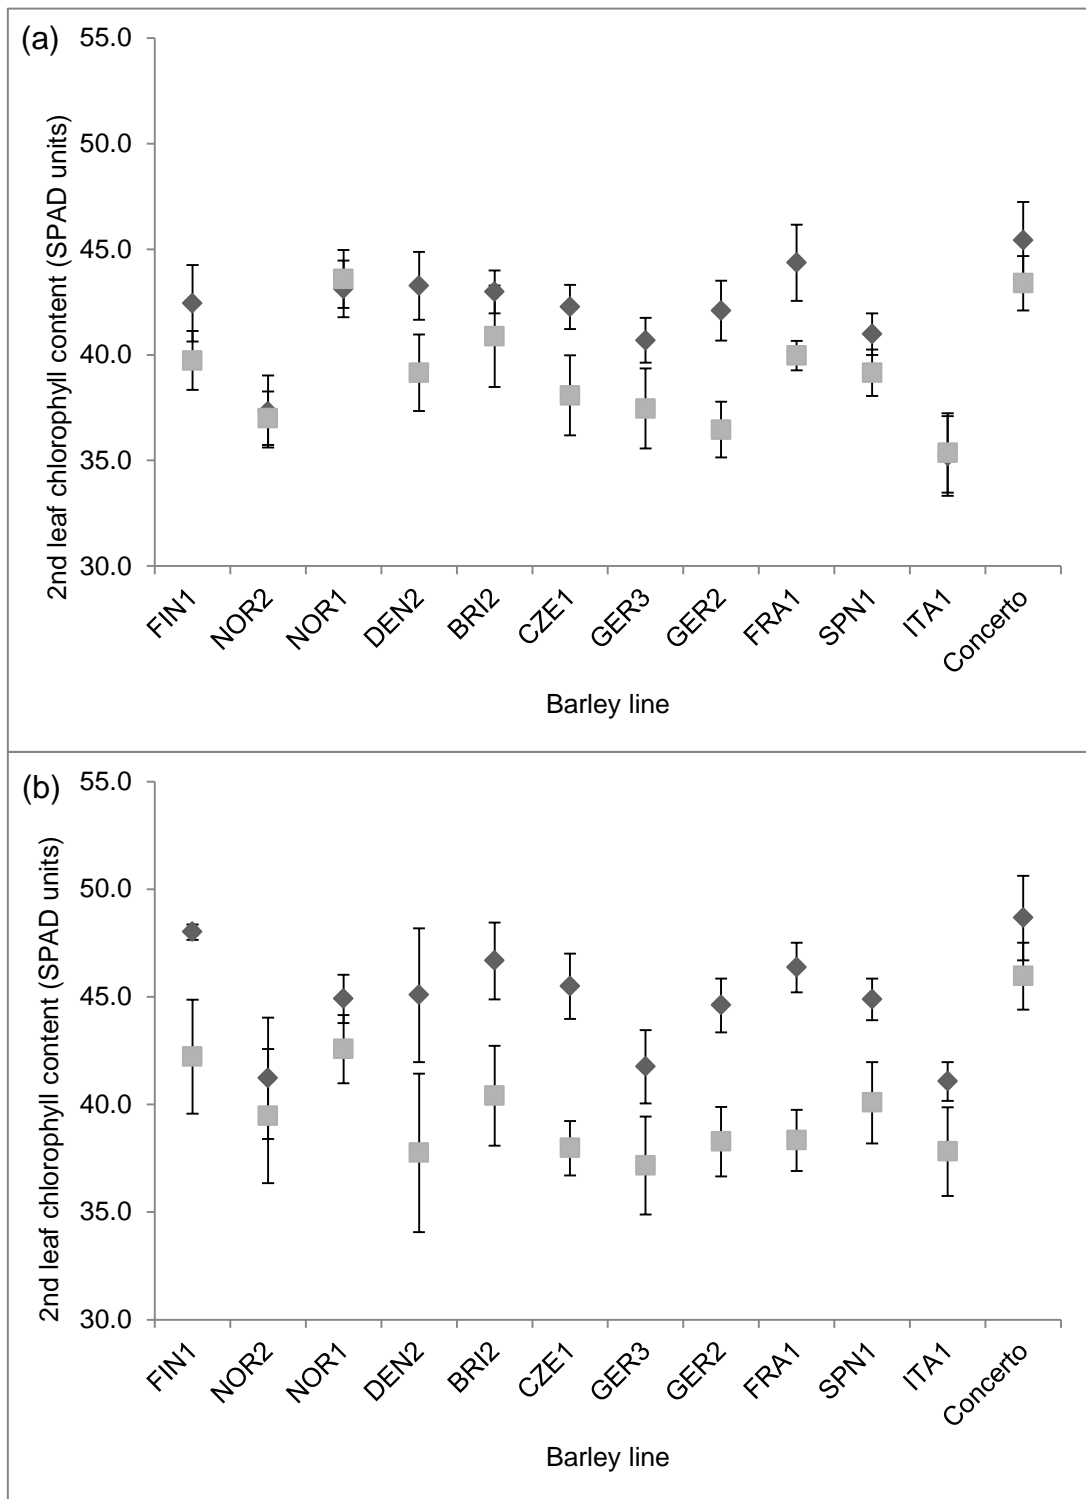 (a)
2nd leaf chlorophyll content (SPAD units)
55.0
50.0
45.0
40.0
35.0
30.0
FIN1 NOR2 NOR1 DEN2 BRI2 CZE1 GER3 GER2 FRA1 SPN1 ITA1 Concerto
Barley line
(b)
2nd leaf chlorophyll content (SPAD units)
55.0
50.0
45.0
40.0
35.0
30.0
FIN1 NOR2 NOR1 DEN2 BRI2 CZE1 GER3 GER2 FRA1 SPN1 ITA1 Concerto
Barley line